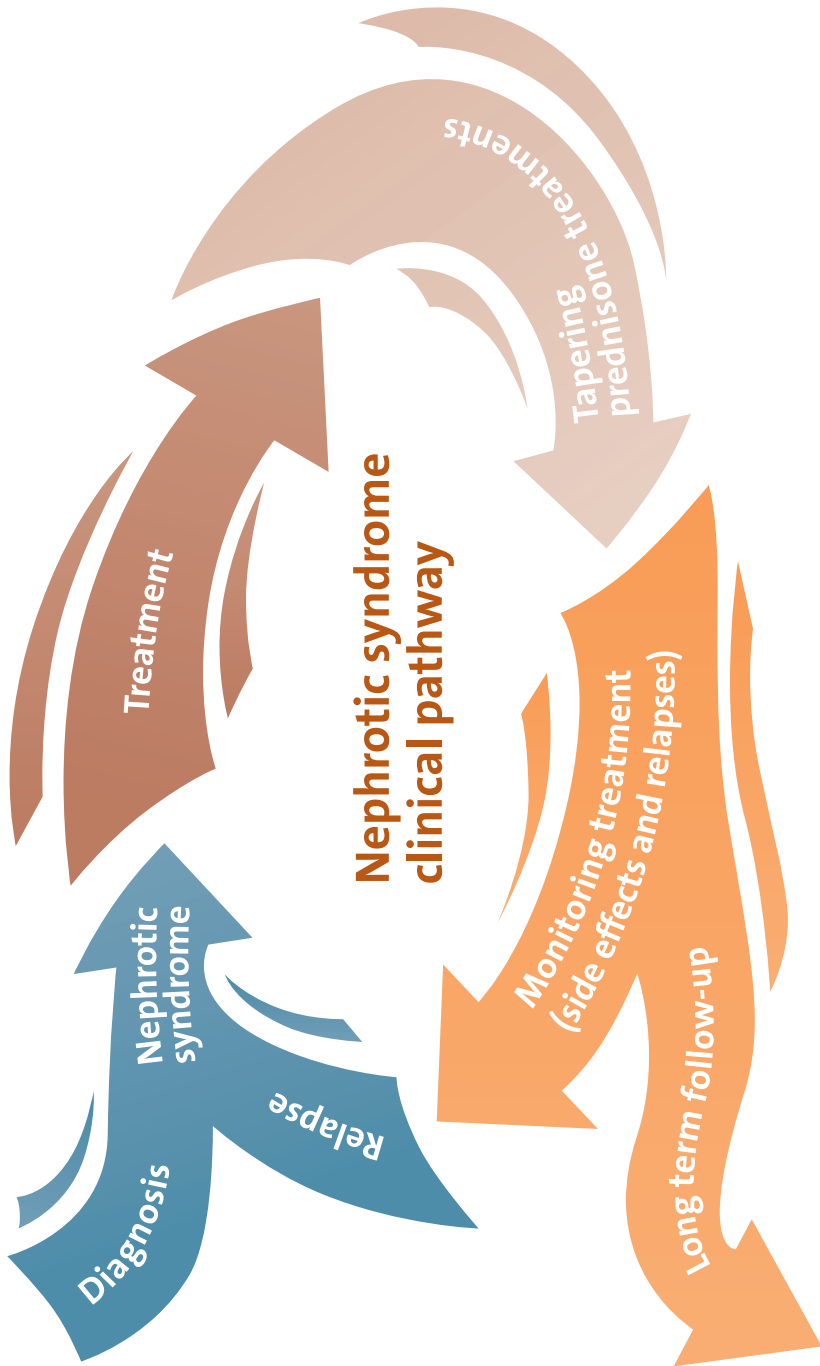 Nephrotic syndrome
clinical pathway
Diagnosis
Nephrotic
syndrome
Relapse
Treatment
Tapering
prednisone treatments
Monitoring treatment
(side effects and relapses)
Long term follow-up